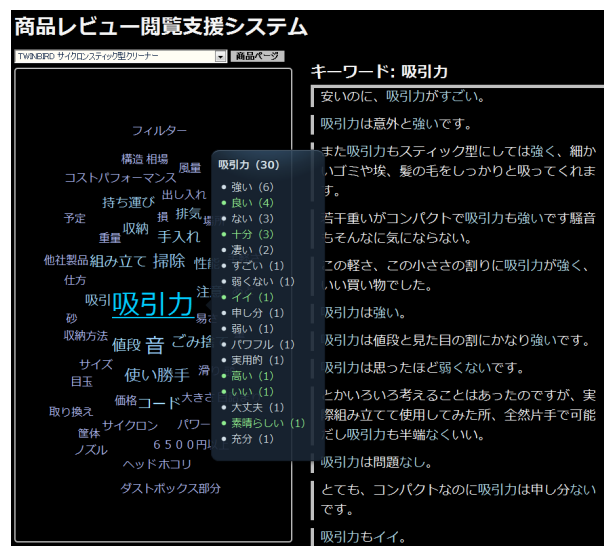 商品レビュー閲覧支援システム
TWINBIRD サイクロンスティック型クリーナー
商品ページ
フィルター
構造 相場
風量
コストパフォーマンス
持ち運び
出し入れ
予定
損
排気
重量
収納
手入れ
他社製品
組み立て
掃除
仕方
吸引
吸引力
砂
収納方法
値段
音
サイズ
目玉
使い勝手
取り換え
価格
コード
筐体
サイクロン
パワー
ノズル
ヘッド
ホコリ
ダストボックス部分
吸引力 (30)
強い (6)
良い (4)
ない (3)
十分 (3)
凄い (2)
すごい (1)
弱くない (1)
イイ (1)
申し分 (1)
弱い (1)
パワフル (1)
実用的 (1)
高い (1)
いい (1)
大丈夫 (1)
素晴らしい (1)
充分 (1)
キーワード: 吸引力
安いのに、吸引力がすごい。
吸引力は意外と強いです。
また吸引力もスティック型にしては強く、細か
いゴミや埃、髪の毛をしっかりと吸ってくれま
す。
若干重いがコンパクトで吸引力も強いです騒音
もそんなに気にならない。
この軽さ、この小ささの割りに吸引力が強く、
いい買い物でした。
吸引力は強い。
吸引力は値段と見た目の割にかなり強いです。
吸引力は思ったほど弱くないです。
とかいろいろ考えることはあったのですが、実
際組み立てて使用してみた所、全然片手で可能
だし吸引力も半端なくいい。
吸引力は問題なし。
とても、コンパクトなのに吸引力は申し分ない
です。
吸引力もイイ。